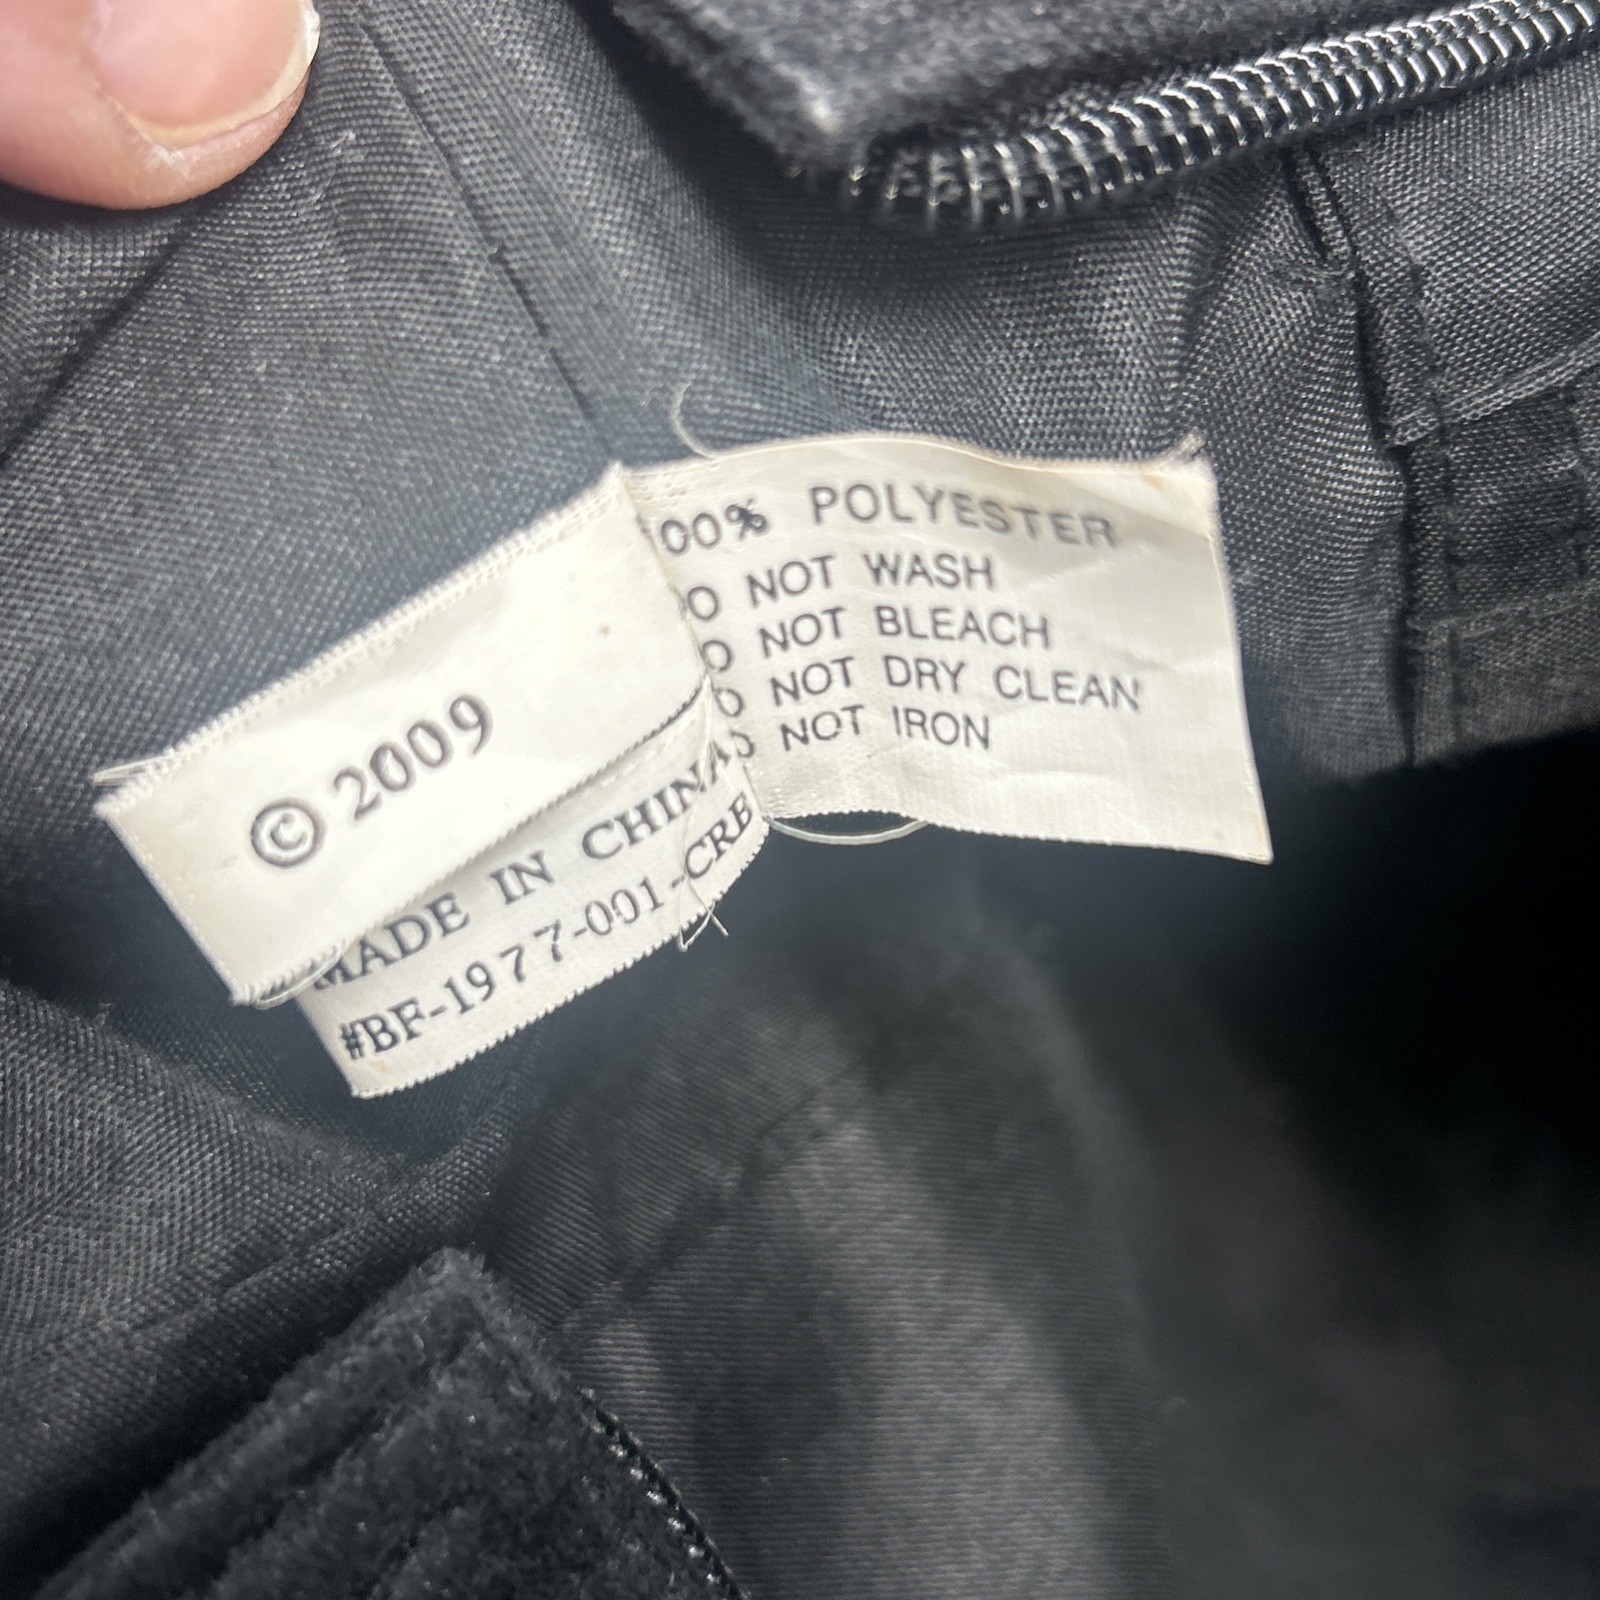 © 2009
MADE IN CHINA
#BF-1977-001-CRE
00% POLYESTER
O NOT WASH
O NOT BLEACH
O NOT DRY CLEAN
O NOT IRON